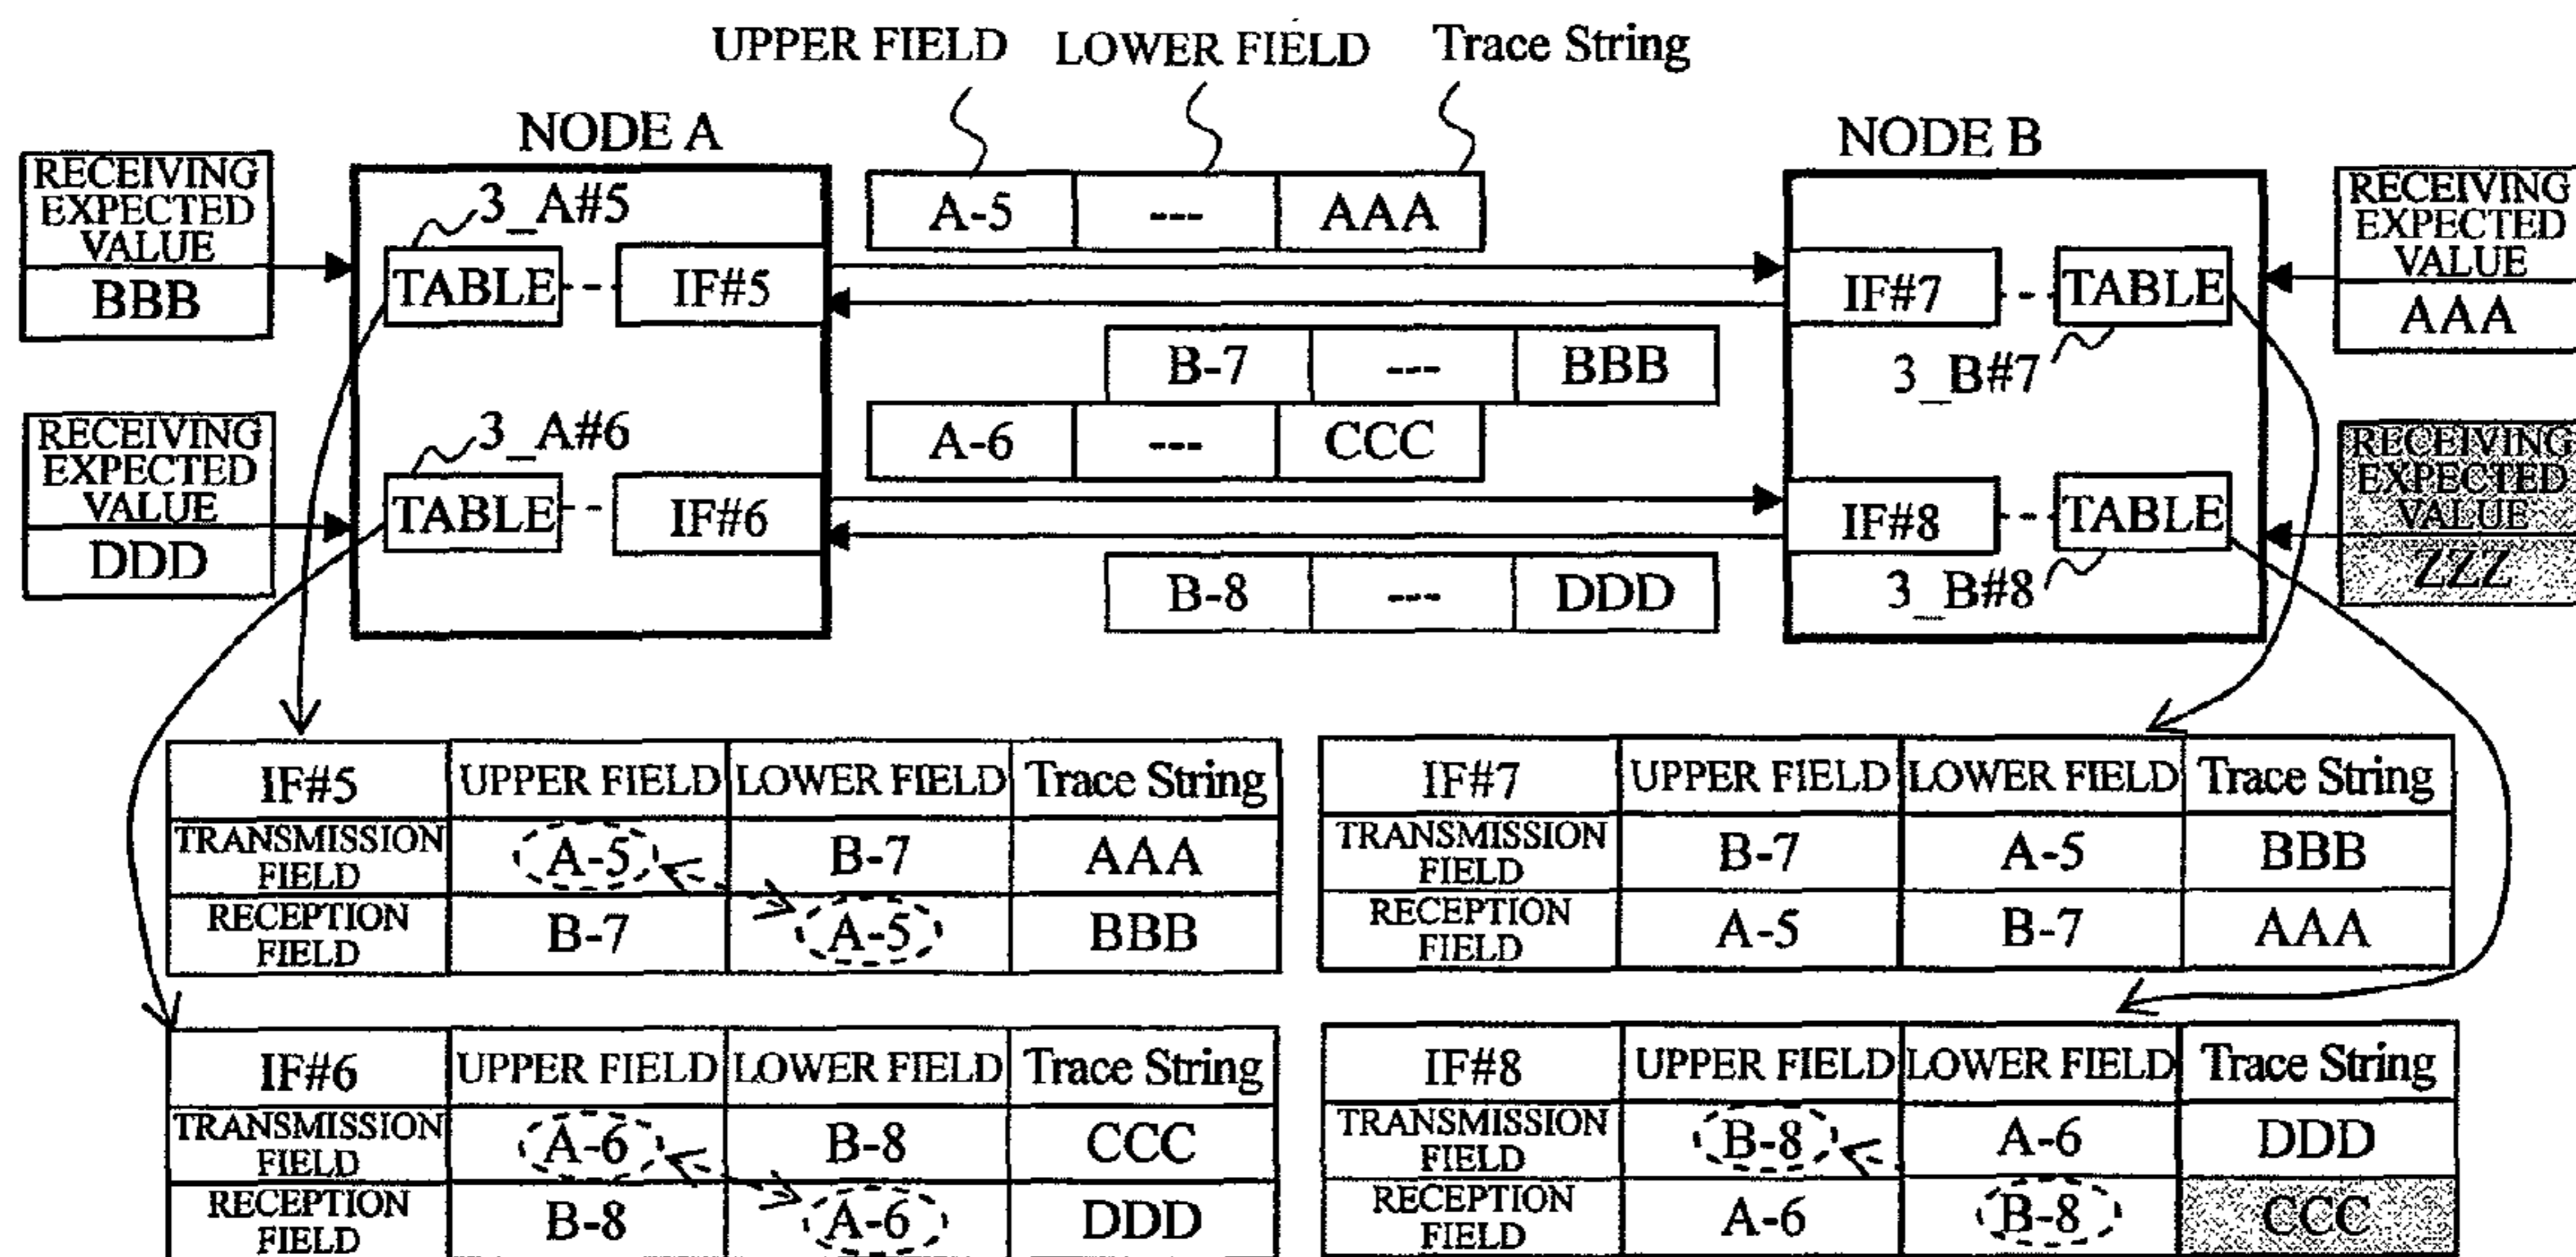 UPPER FIELD LOWER FIELD Trace String
NODE A
NODE B
RECEIVING
EXPECTED
VALUE
BBB
3_A#5
TABLE
IF#5
A-5 --- AAA
IF#7
TABLE
3_B#7
RECEIVING
EXPECTED
VALUE
AAA
B-7 --- BBB
A-6 --- CCC
RECEIVING
EXPECTED
VALUE
DDD
3_A#6
TABLE
IF#6
IF#8
TABLE
3_B#8
RECEIVING
EXPECTED
VALUE
ZZZ
B-8 --- DDD
IF#5 UPPER FIELD LOWER FIELD Trace String
TRANSMISSION
FIELD
A-5 B-7 AAA
RECEPTION
FIELD
B-7 A-5 BBB
IF#7 UPPER FIELD LOWER FIELD Trace String
TRANSMISSION
FIELD
B-7 A-5 BBB
RECEPTION
FIELD
A-5 B-7 AAA
IF#6 UPPER FIELD LOWER FIELD Trace String
TRANSMISSION
FIELD
A-6 B-8 CCC
RECEPTION
FIELD
B-8 A-6 DDD
IF#8 UPPER FIELD LOWER FIELD Trace String
TRANSMISSION
FIELD
B-8 A-6 DDD
RECEPTION
FIELD
A-6 B-8 CCC